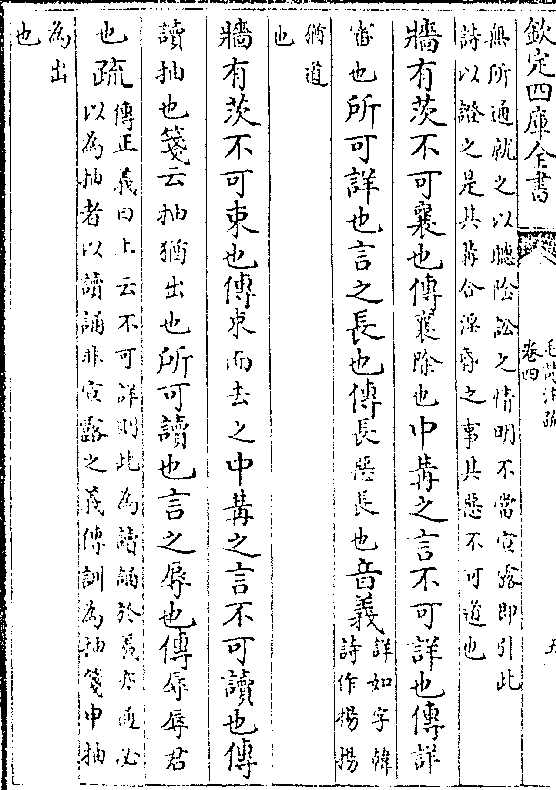 欽定四庫全書
毛詩注疏
卷四
五
無所通就之以聽陰訟之情明不當宣露即引此
詩以證之是其冓合淫昏之事其惡不可道也
牆有茨不可襄也傳襄除也中冓之言不可詳也傳詳
審也所可詳也言之長也傳長惡長也音義詳如字韓
詩作揚揚
猶道
也
牆有茨不可束也傳束而去之中冓之言不可讀也傳
讀抽也箋云抽猶出也所可讀也言之辱也傳辱辱君
也疏傳正義曰上云不可詳則此為讀誦於義亦通必
以為抽者以讀誦非宣露之義傳訓為抽箋申抽
為出
也